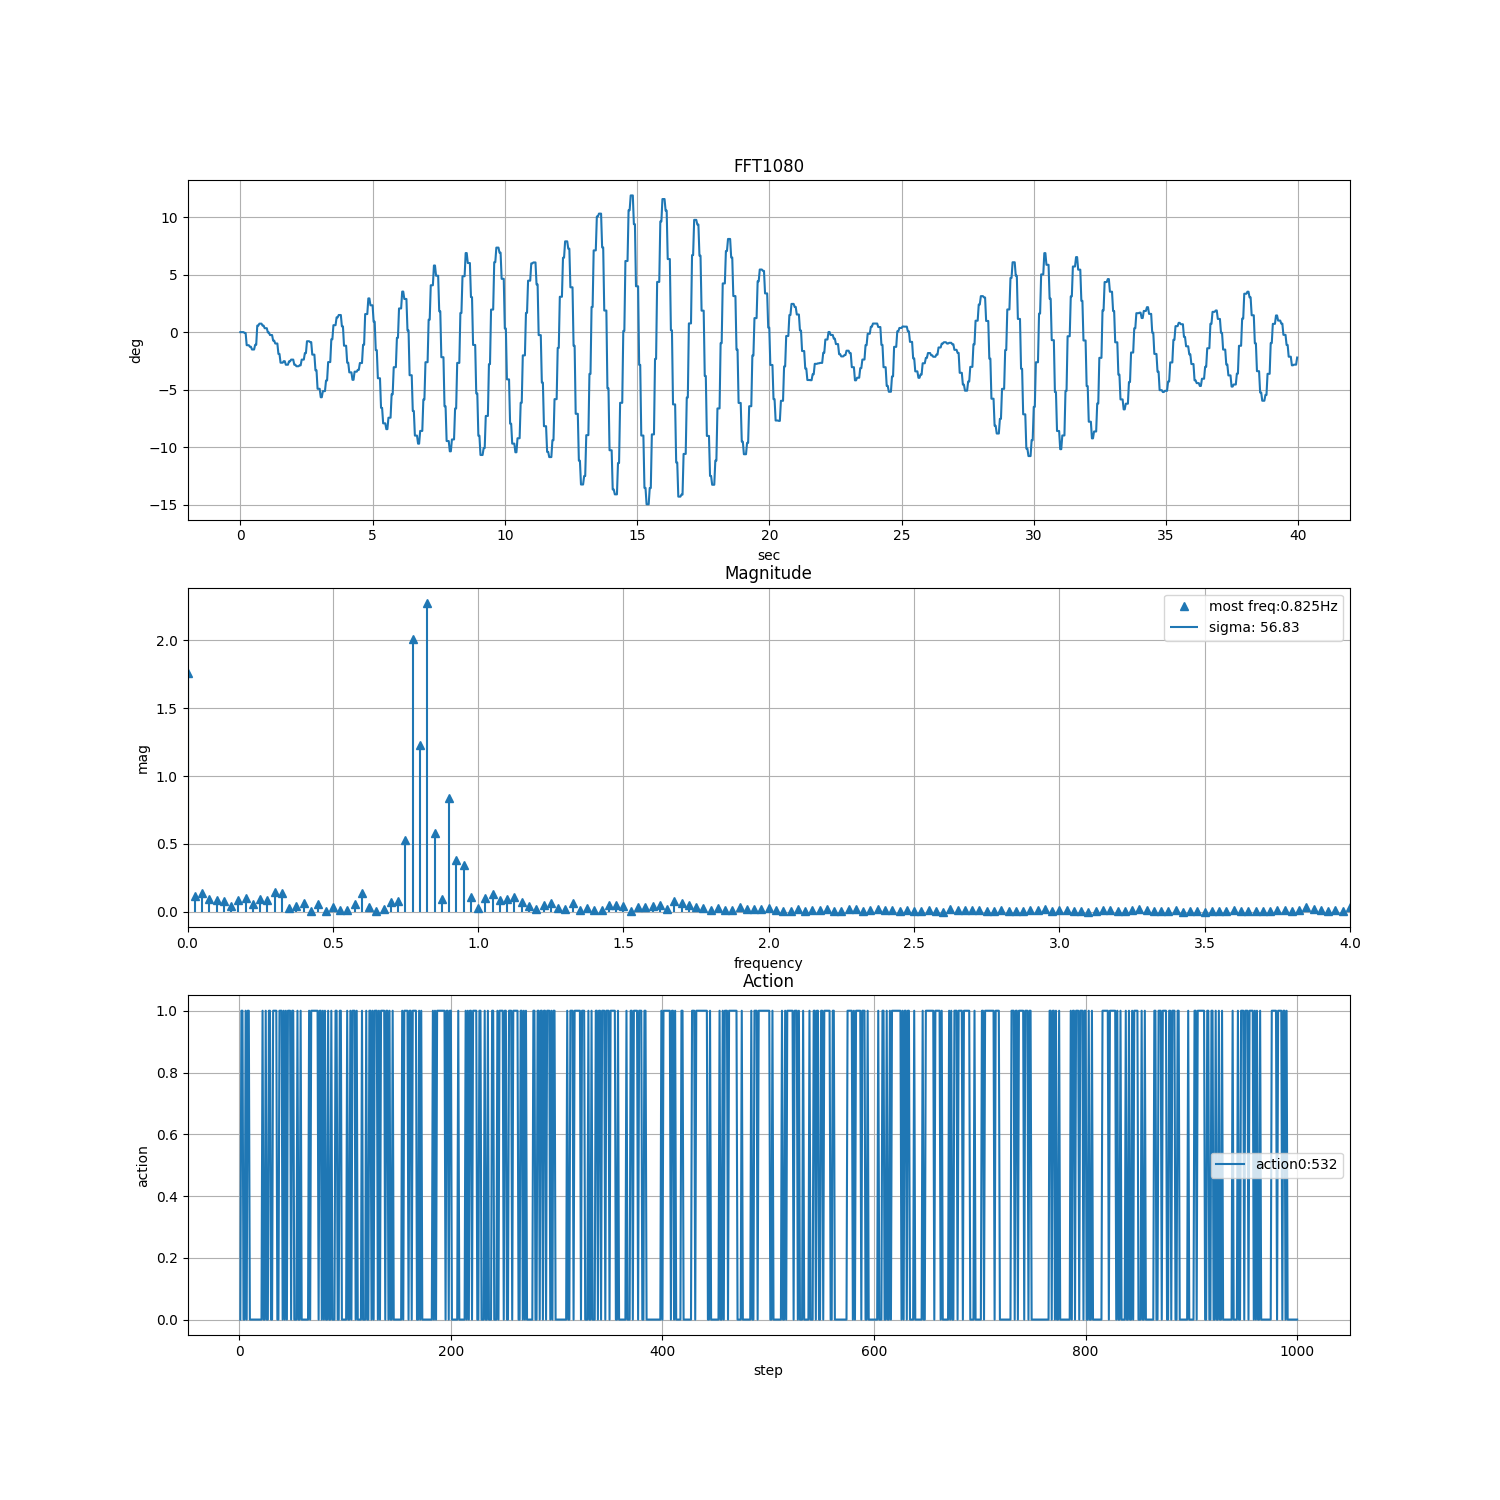 FFT1080
10
5
0
−5
−10
−15
deg
0 5 10 15 20 25 30 35 40
sec
Magnitude
most freq:0.825Hz
sigma: 56.83
2.0
1.5
1.0
0.5
0.0
mag
0.0 0.5 1.0 1.5 2.0 2.5 3.0 3.5 4.0
frequency
Action
1.0
0.8
0.6
0.4
0.2
0.0
action
action0:532
0 200 400 600 800 1000
step